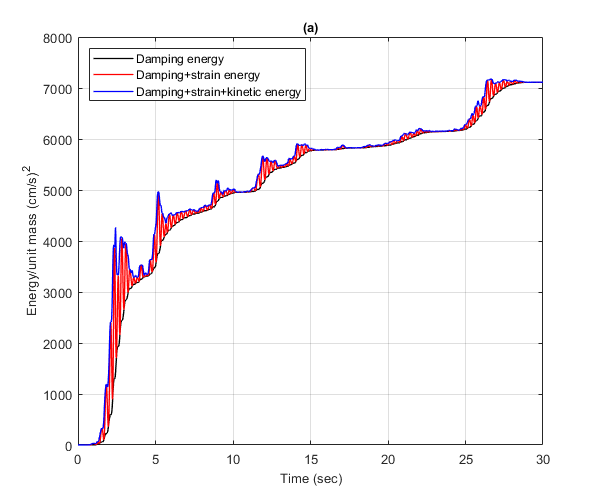 (a)
Damping energy
Damping+strain energy
Damping+strain+kinetic energy
Energy/unit mass (cm/s)2
8000
7000
6000
5000
4000
3000
2000
1000
0
0 5 10 15 20 25 30
Time (sec)